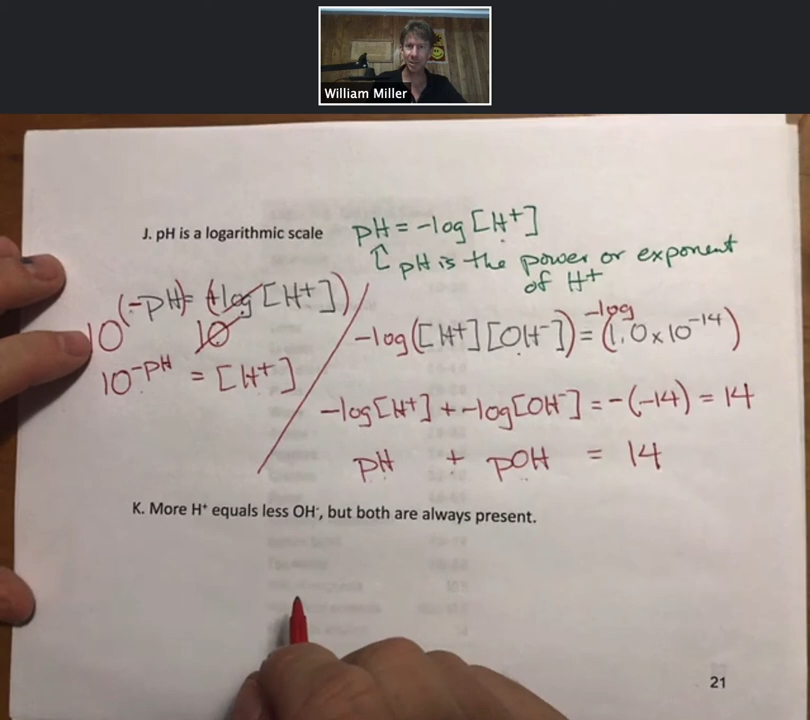 William Miller
J. pH is a logarithmic scale pH = -log [H+]
pH is the power or exponent
of H+
10^(-pH) = (+log [H+])
10
10^-pH = [H+]
-log([H+][OH-]) = -log(1.0 x 10^-14)
-log[H+] + -log[OH-] = -(-14) = 14
pH + pOH = 14
K. More H+ equals less OH-, but both are always present.
21